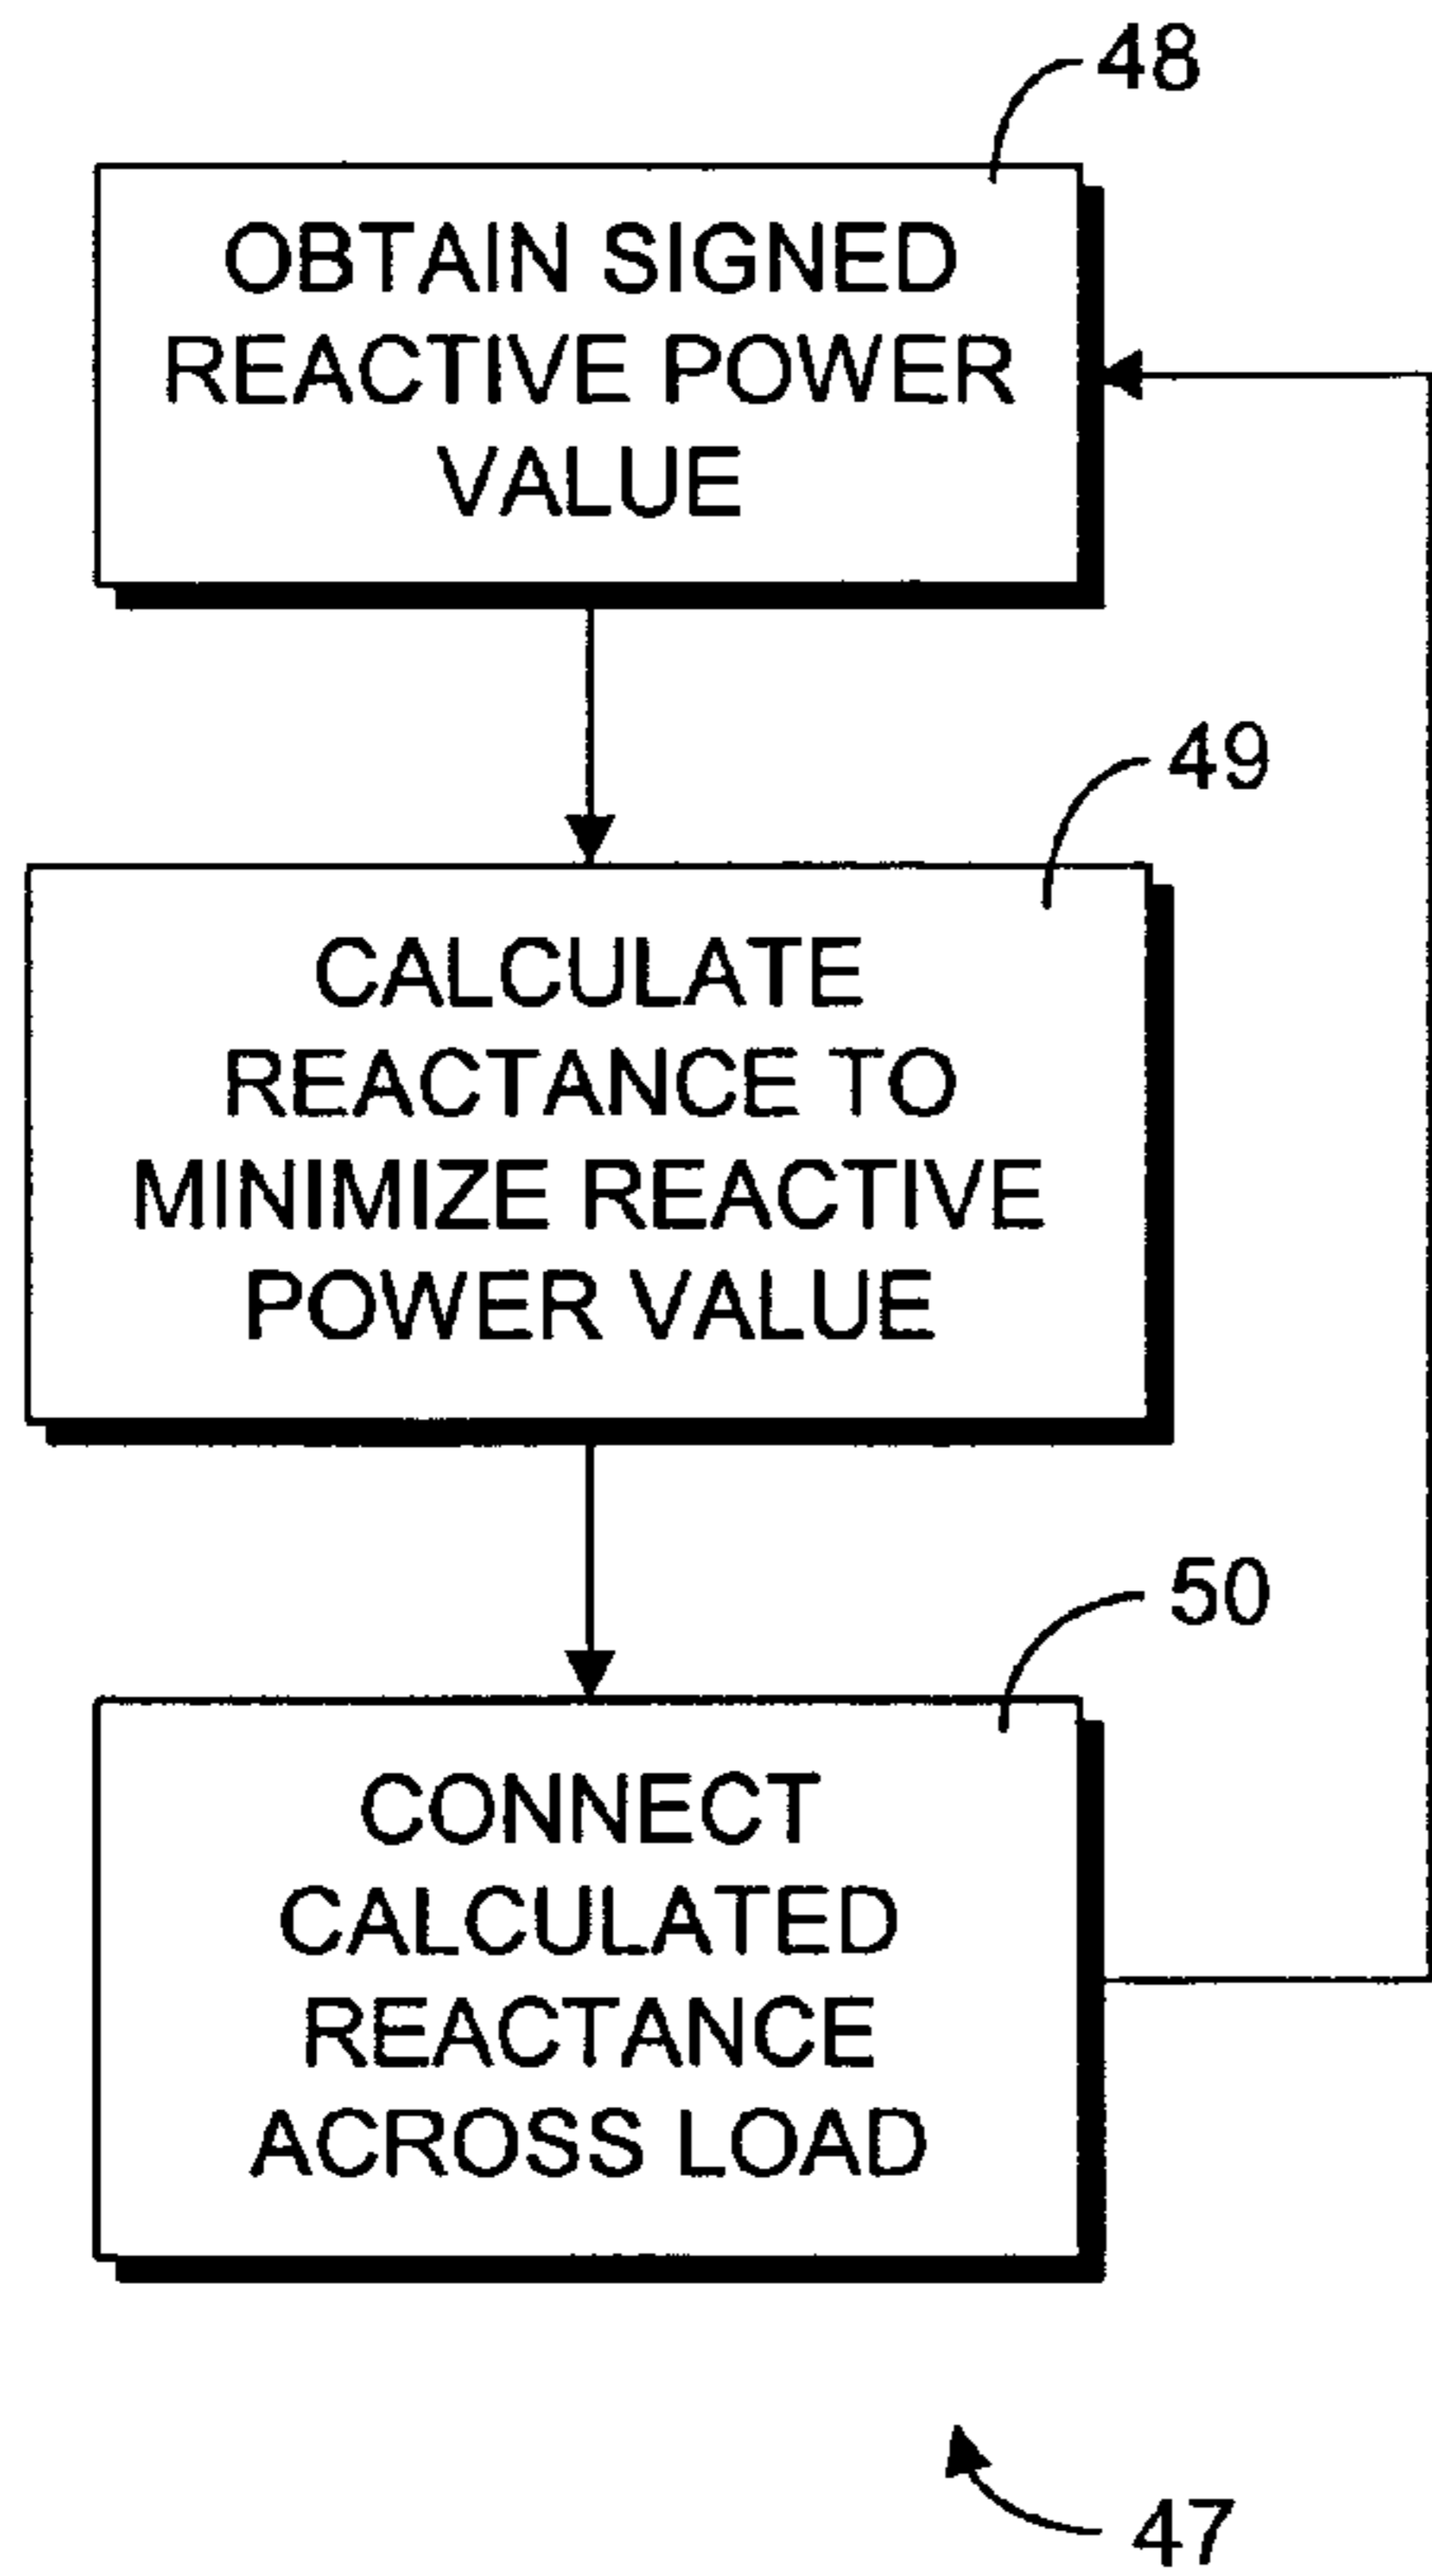 48
OBTAIN SIGNED
REACTIVE POWER
VALUE
49
CALCULATE
REACTANCE TO
MINIMIZE REACTIVE
POWER VALUE
50
CONNECT
CALCULATED
REACTANCE
ACROSS LOAD
47